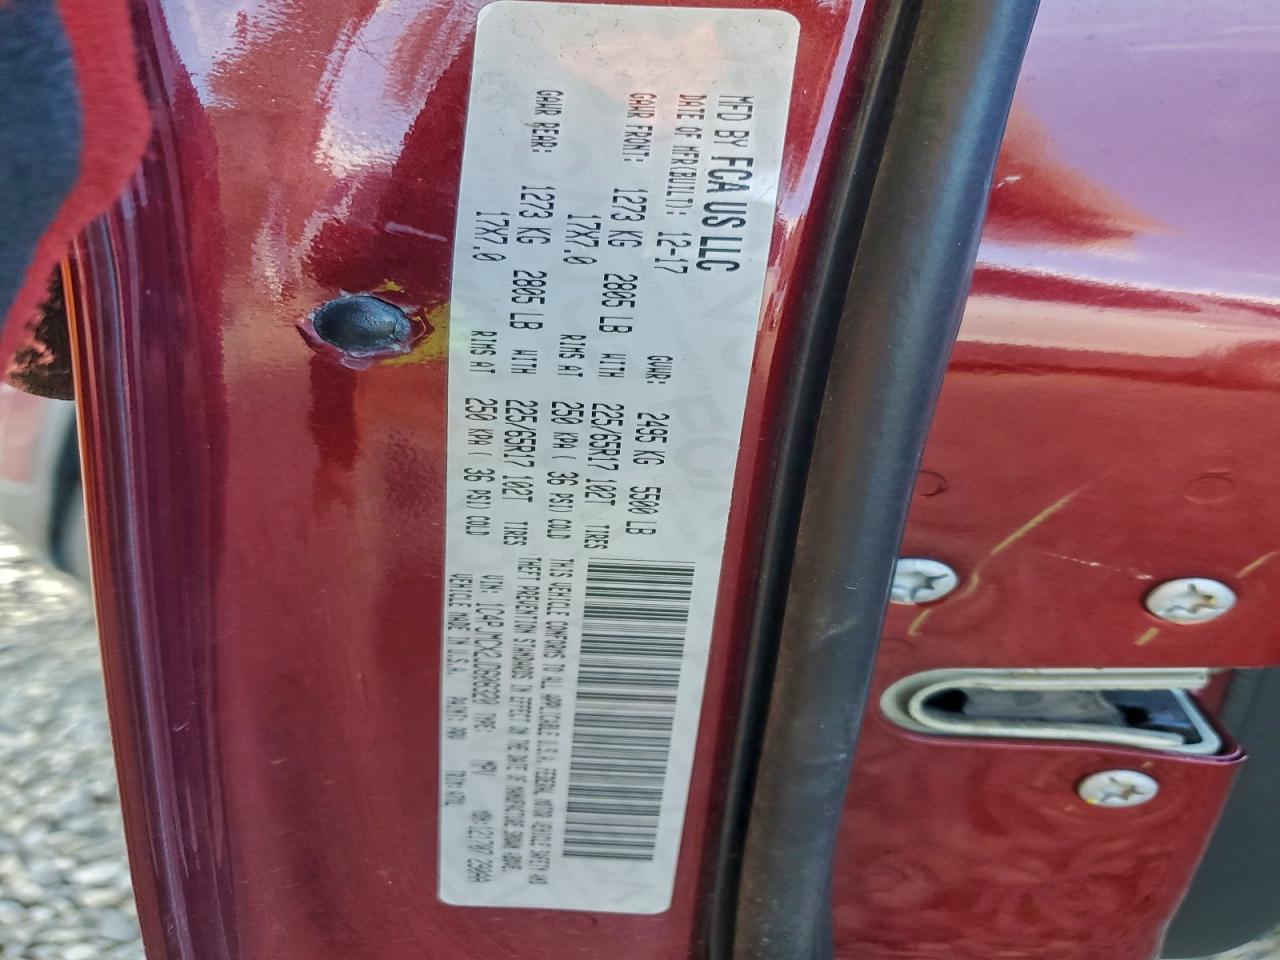 MFD BY FCA US LLC
DATE OF MFR(BUILT): 12-17 GVWR: 2495 KG 5500 LB
GAWR FRONT: 1273 KG 2805 LB WITH 225/65R17 102T TIRES
17X7.0 RIMS AT 250 KPA ( 36 PSI) COLD
GAWR REAR: 1273 KG 2805 LB WITH 225/65R17 102T TIRES
17X7.0 RIMS AT 250 KPA ( 36 PSI) COLD
THIS VEHICLE CONFORMS TO ALL APPLICABLE U.S.A. FEDERAL MOTOR VEHICLE SAFETY AND
THEFT PREVENTION STANDARDS IN EFFECT ON THE DATE OF MANUFACTURE SHOWN ABOVE.
VIN: TYPE: MPV
VEHICLE MADE IN U.S.A. PAINT: TRIM: